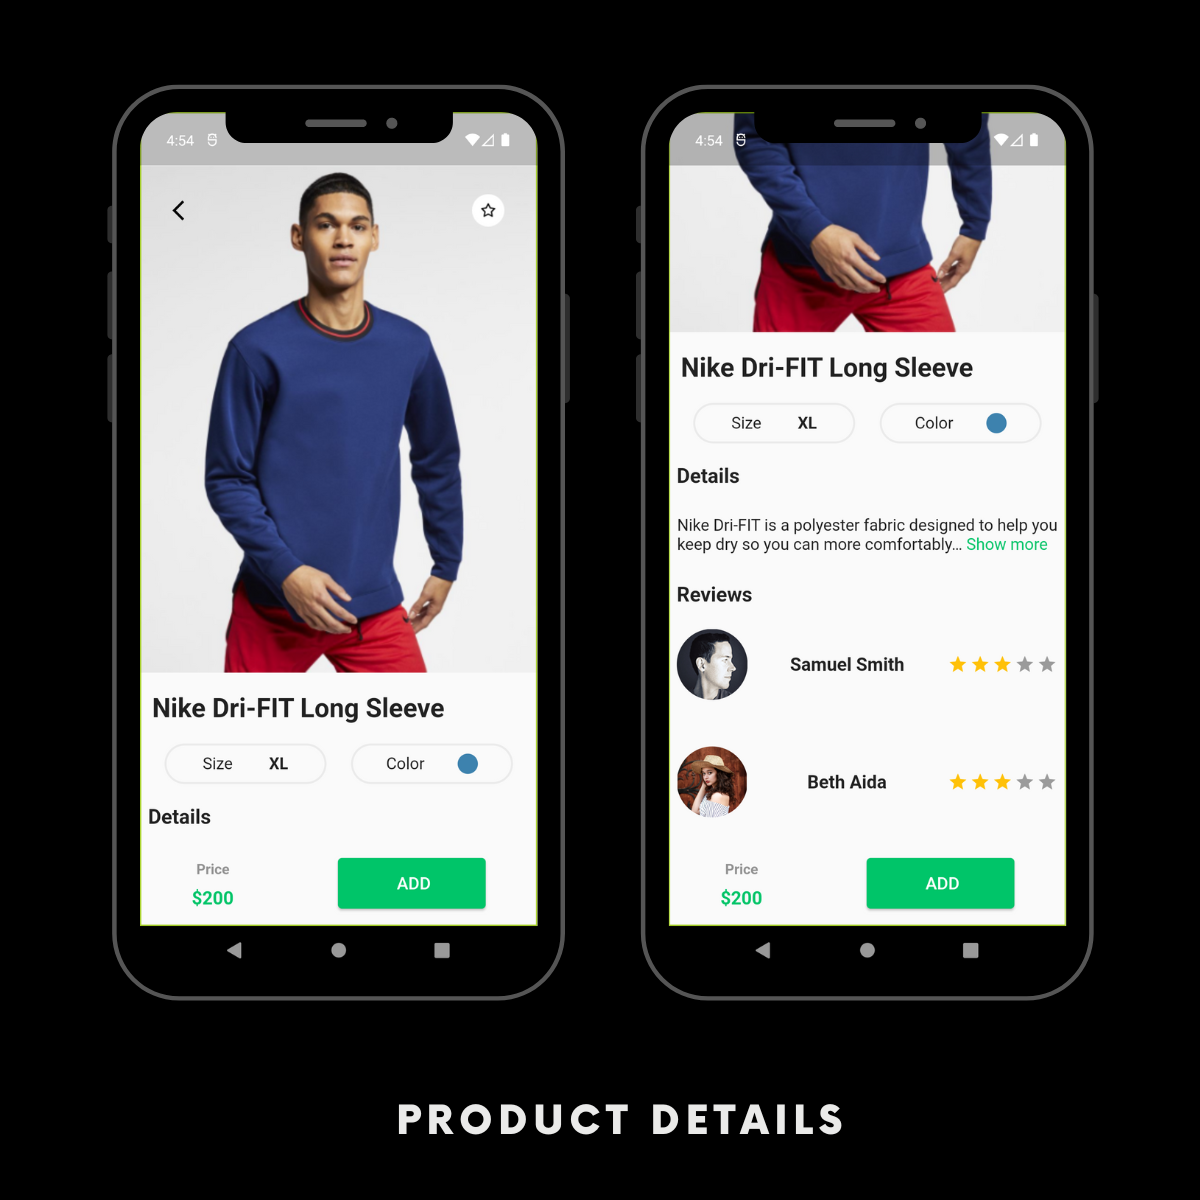 4:54
Nike Dri-FIT Long Sleeve
Size XL Color
Details
Price
$200
ADD
4:54
Nike Dri-FIT Long Sleeve
Size XL Color
Details
Nike Dri-FIT is a polyester fabric designed to help you
keep dry so you can more comfortably... Show more
Reviews
Samuel Smith
Beth Aida
Price
$200
ADD
PRODUCT DETAILS